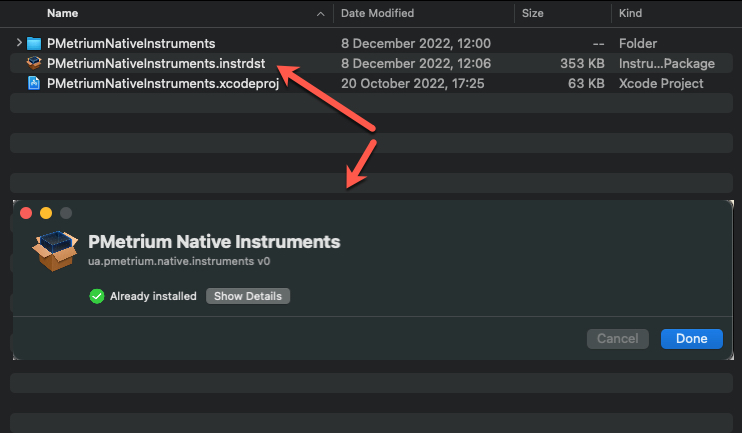 Name Date Modified Size Kind
PMetriumNativeInstruments 8 December 2022, 12:00 -- Folder
PMetriumNativeInstruments.instrdst 8 December 2022, 12:06 353 KB Instru...Package
PMetriumNativeInstruments.xcodeproj 20 October 2022, 17:25 63 KB Xcode Project
PMetrium Native Instruments
ua.pmetrium.native.instruments v0
Already installed Show Details
Cancel Done